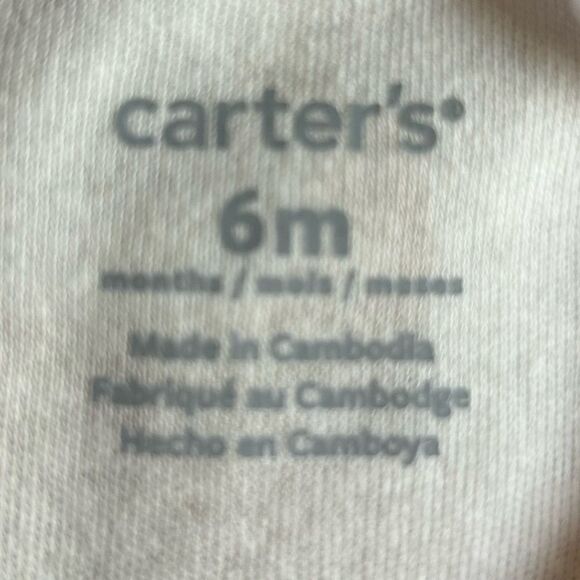 carter's
6m
months / mois / meses
Made in Cambodia
Fabriqué au Cambodge
Hecho en Camboya